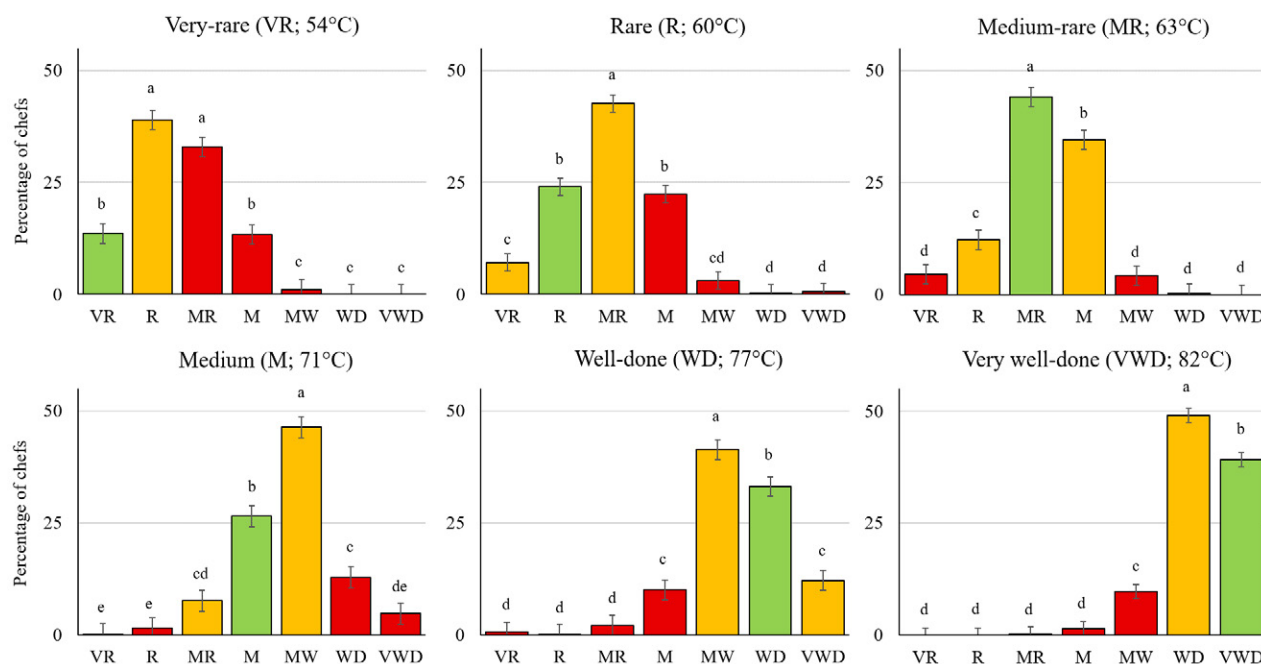 Very-rare (VR; 54°C)
Percentage of chefs
50
25
0
b
a
a
b
c
c
c
VR R MR M MW WD VWD
Rare (R; 60°C)
50
25
0
c
b
a
b
cd
d
d
VR R MR M MW WD VWD
Medium-rare (MR; 63°C)
50
25
0
d
c
a
b
d
d
d
VR R MR M MW WD VWD
Medium (M; 71°C)
Percentage of chefs
50
25
0
e
e
cd
b
a
c
de
VR R MR M MW WD VWD
Well-done (WD; 77°C)
50
25
0
d
d
d
c
a
b
c
VR R MR M MW WD VWD
Very well-done (VWD; 82°C)
50
25
0
d
d
d
d
c
a
b
VR R MR M MW WD VWD